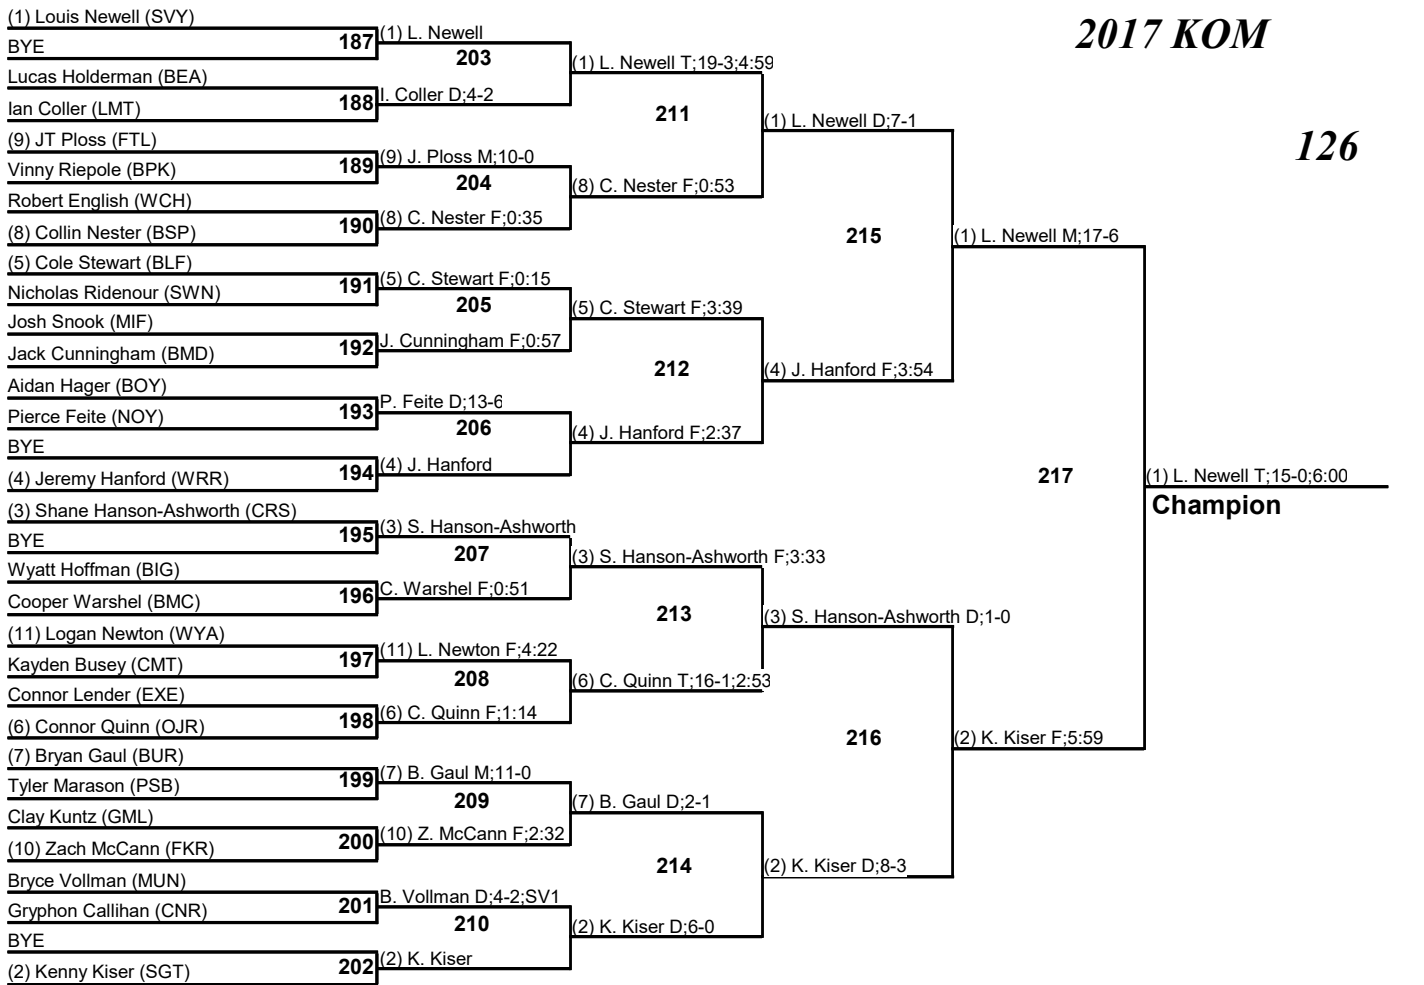 2017 KOM
126
(1) Louis Newell (SVY)
BYE
Lucas Holderman (BEA)
Ian Coller (LMT)
(9) JT Ploss (FTL)
Vinny Riepole (BPK)
Robert English (WCH)
(8) Collin Nester (BSP)
(5) Cole Stewart (BLF)
Nicholas Ridenour (SWN)
Josh Snook (MIF)
Jack Cunningham (BMD)
Aidan Hager (BOY)
Pierce Feite (NOY)
BYE
(4) Jeremy Hanford (WRR)
(3) Shane Hanson-Ashworth (CRS)
BYE
Wyatt Hoffman (BIG)
Cooper Warshel (BMC)
(11) Logan Newton (WYA)
Kayden Busey (CMT)
Connor Lender (EXE)
(6) Connor Quinn (OJR)
(7) Bryan Gaul (BUR)
Tyler Marason (PSB)
Clay Kuntz (GML)
(10) Zach McCann (FKR)
Bryce Vollman (MUN)
Gryphon Callihan (CNR)
BYE
(2) Kenny Kiser (SGT)
187
188
189
190
191
192
193
194
195
196
197
198
199
200
201
202
(1) L. Newell
I. Coller D;4-2
(9) J. Ploss M;10-0
(8) C. Nester F;0:35
(5) C. Stewart F;0:15
J. Cunningham F;0:57
P. Feite D;13-6
(4) J. Hanford
(3) S. Hanson-Ashworth
C. Warshel F;0:51
(11) L. Newton F;4:22
(6) C. Quinn F;1:14
(7) B. Gaul M;11-0
(10) Z. McCann F;2:32
B. Vollman D;4-2;SV1
(2) K. Kiser
203
204
205
206
207
208
209
210
(1) L. Newell T;19-3;4:59
(8) C. Nester F;0:53
(5) C. Stewart F;3:39
(4) J. Hanford F;2:37
(3) S. Hanson-Ashworth F;3:33
(6) C. Quinn T;16-1;2:53
(7) B. Gaul D;2-1
(2) K. Kiser D;6-0
211
212
213
214
(1) L. Newell D;7-1
(4) J. Hanford F;3:54
(3) S. Hanson-Ashworth D;1-0
(2) K. Kiser D;8-3
215
216
(1) L. Newell M;17-6
(2) K. Kiser F;5:59
217
(1) L. Newell T;15-0;6:00
Champion